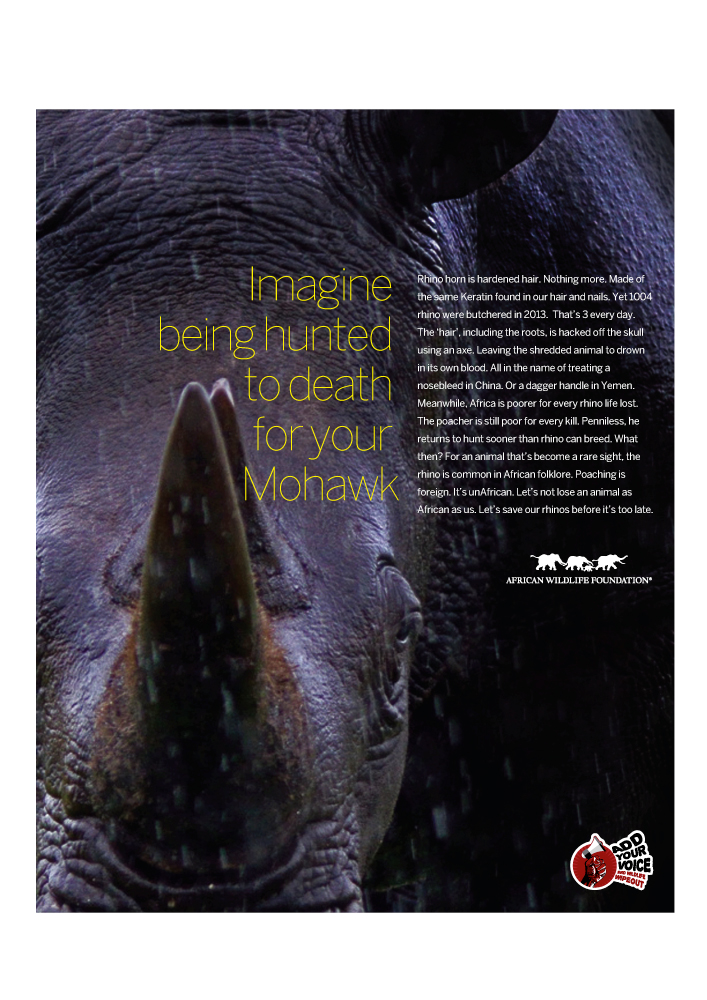 Imagine
being hunted
to death
for your
Mohawk
Rhino horn is hardened hair. Nothing more. Made of
the same Keratin found in our hair and nails. Yet 1004
rhino were butchered in 2013.  That's 3 every day.
The 'hair', including the roots, is hacked off the skull
using an axe. Leaving the shredded animal to drown
in its own blood. All in the name of treating a
nosebleed in China. Or a dagger handle in Yemen.
Meanwhile, Africa is poorer for every rhino life lost.
The poacher is still poor for every kill. Penniless, he
returns to hunt sooner than rhino can breed. What
then? For an animal that's become a rare sight, the
rhino is common in African folklore. Poaching is
foreign. It's unAfrican. Let's not lose an animal as
African as us. Let's save our rhinos before it's too late.
AFRICAN WILDLIFE FOUNDATION®
ADD
YOUR
VOICE
AND WILDLIFE
WIPEOUT